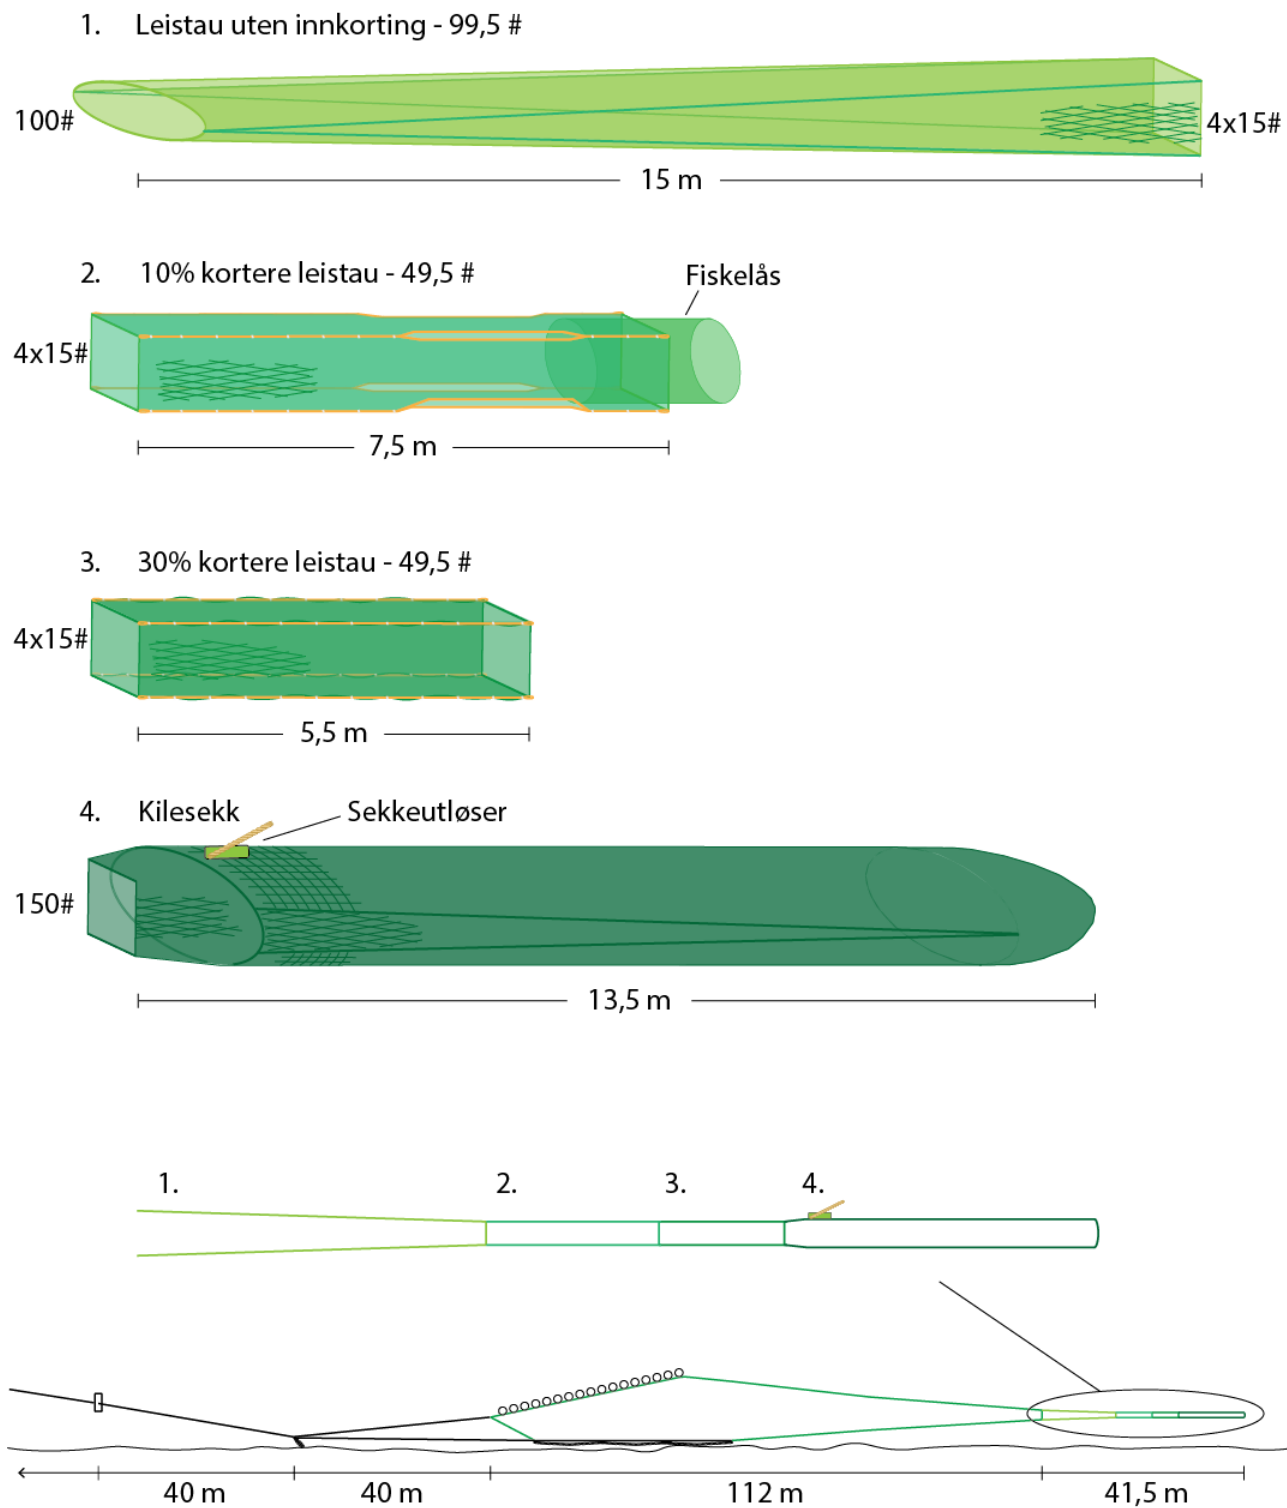 1. Leistau uten innkorting - 99,5 #
100#
4x15#
15 m
2. 10% kortere leistau - 49,5 #
Fiskelås
4x15#
7,5 m
3. 30% kortere leistau - 49,5 #
4x15#
5,5 m
4. Kilesekk
Sekkeutløser
150#
13,5 m
1. 2. 3. 4.
40 m 40 m 112 m 41,5 m